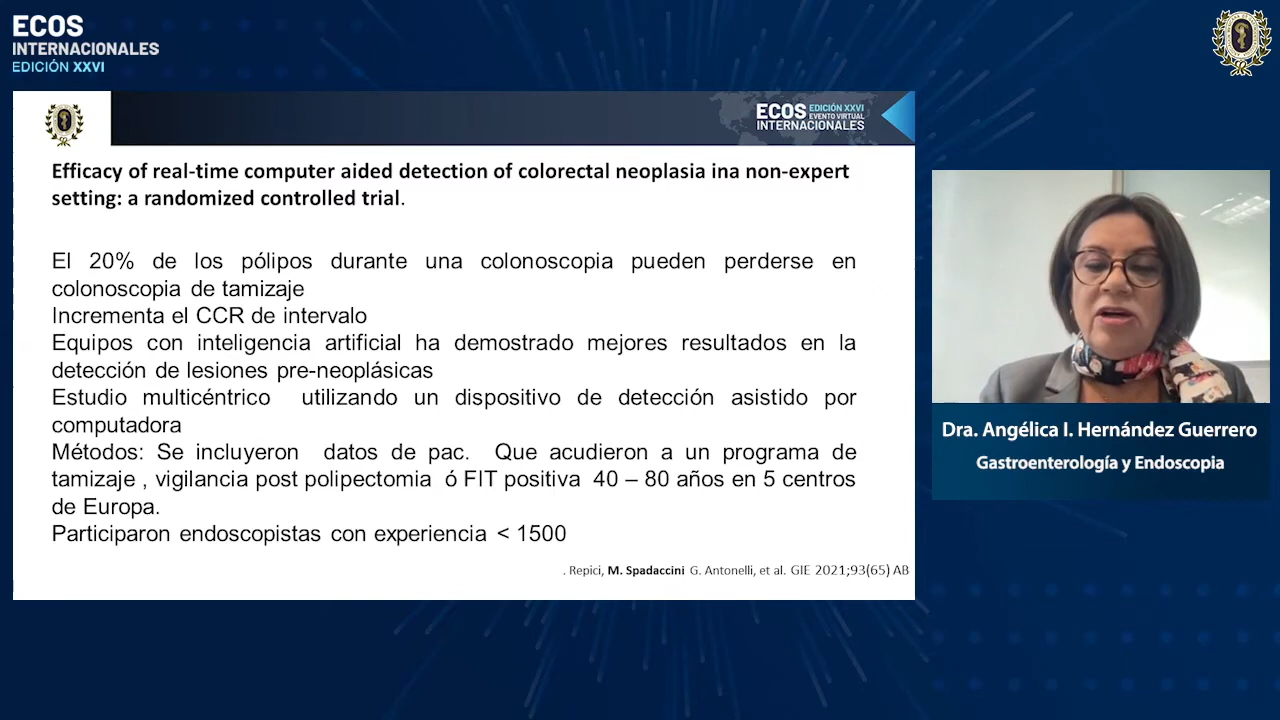 ECOS
INTERNACIONALES
EDICIÓN XXVI
ECOS EDICIÓN XXVI
EVENTO VIRTUAL
INTERNACIONALES
Efficacy of real-time computer aided detection of colorectal neoplasia ina non-expert
setting: a randomized controlled trial.
El 20% de los pólipos durante una colonoscopia pueden perderse en
colonoscopia de tamizaje
Incrementa el CCR de intervalo
Equipos con inteligencia artificial ha demostrado mejores resultados en la
detección de lesiones pre-neoplásicas
Estudio multicéntrico utilizando un dispositivo de detección asistido por
computadora
Métodos: Se incluyeron datos de pac. Que acudieron a un programa de
tamizaje , vigilancia post polipectomia ó FIT positiva 40 – 80 años en 5 centros
de Europa.
Participaron endoscopistas con experiencia < 1500
. Repici, M. Spadaccini G. Antonelli, et al. GIE 2021;93(65) AB
Dra. Angélica I. Hernández Guerrero
Gastroenterología y Endoscopia